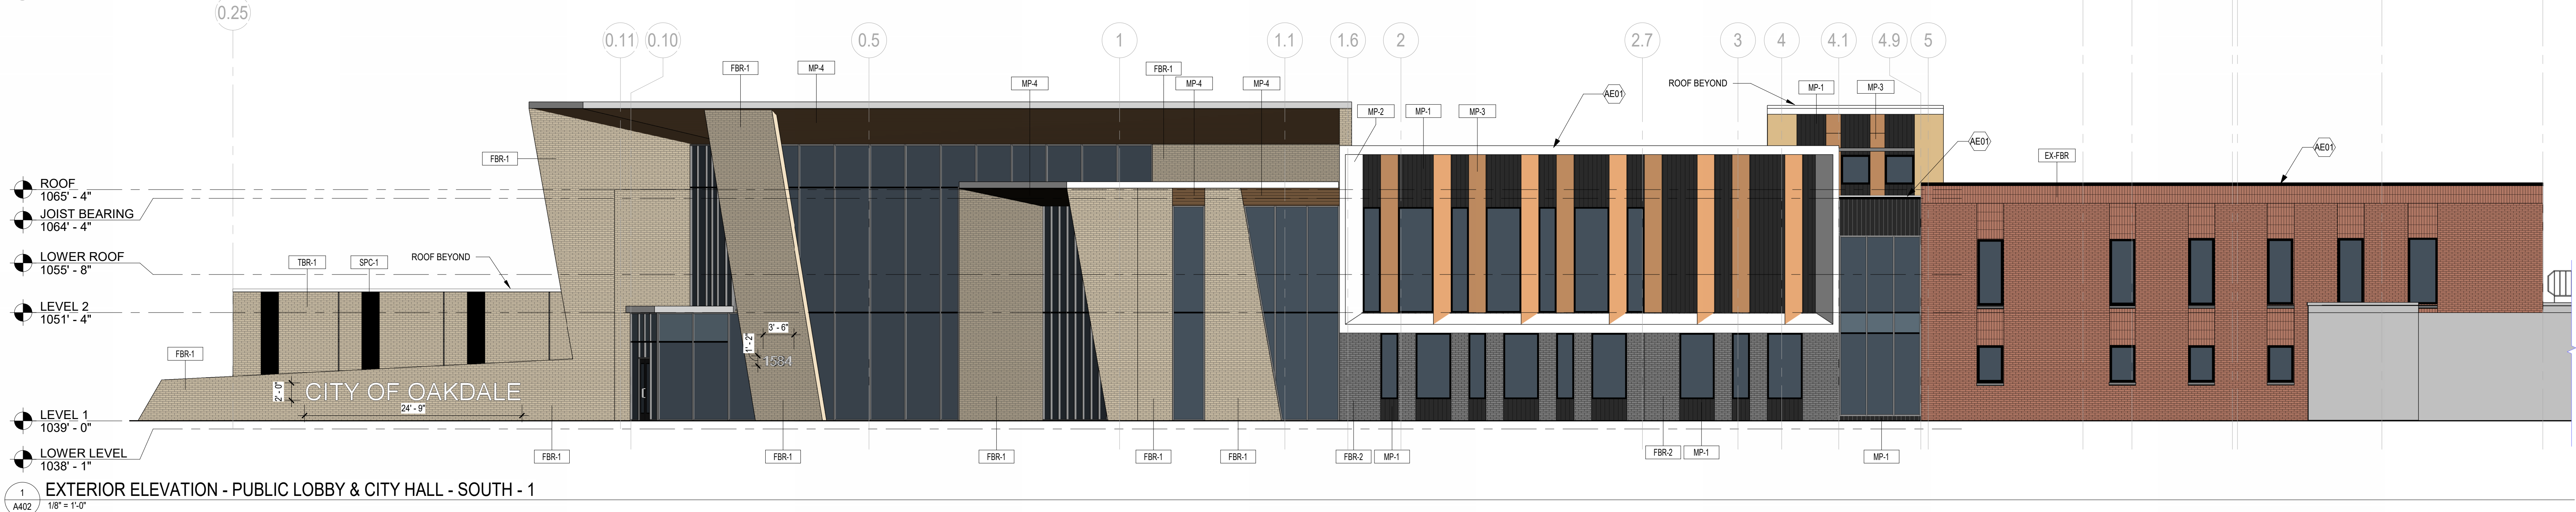 0.25
0.11
0.10
0.5
1
1.1
1.6
2
2.7
3
4
4.1
4.9
5
FBR-1
MP-4
MP-4
FBR-1
MP-4
MP-4
MP-2
MP-1
MP-3
AE01
ROOF BEYOND
MP-1
MP-3
AE01
AE01
EX-FBR
FBR-1
ROOF
1065' - 4"
JOIST BEARING
1064' - 4"
LOWER ROOF
1055' - 8"
TBR-1
SPC-1
ROOF BEYOND
LEVEL 2
1051' - 4"
3' - 6"
1' - 2"
1584
FBR-1
2' - 0"
CITY OF OAKDALE
24' - 9"
LEVEL 1
1039' - 0"
LOWER LEVEL
1038' - 1"
FBR-1
FBR-1
FBR-1
FBR-1
FBR-1
FBR-2
MP-1
FBR-2
MP-1
MP-1
1
A402
EXTERIOR ELEVATION - PUBLIC LOBBY & CITY HALL - SOUTH - 1
1/8" = 1'-0"